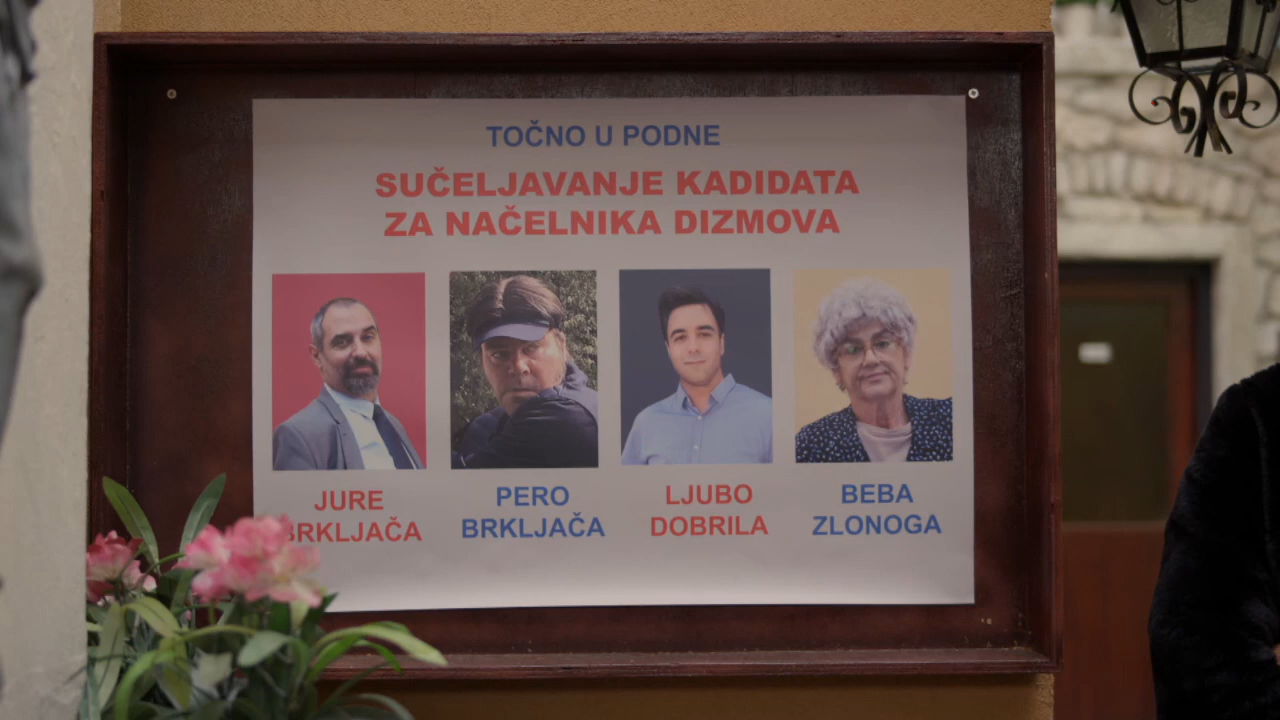 TOČNO U PODNE
SUČELJAVANJE KADIDATA
ZA NAČELNIKA DIZMOVA
JURE
BRKLJAČA
PERO
BRKLJAČA
LJUBO
DOBRILA
BEBA
ZLONOGA